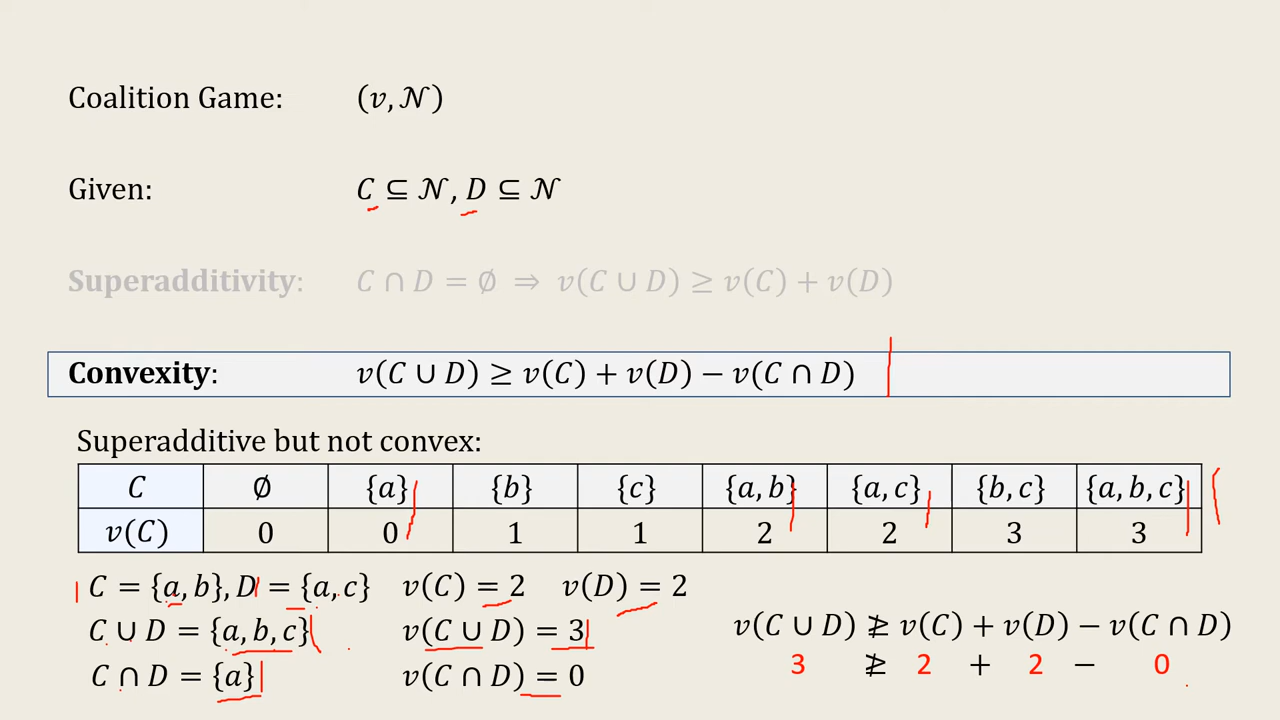 Coalition Game: (v, 𝒩)
Given: C ⊆ 𝒩, D ⊆ 𝒩
Superadditivity: C ∩ D = ∅ ⇒ v(C ∪ D) ≥ v(C) + v(D)
Convexity: v(C ∪ D) ≥ v(C) + v(D) − v(C ∩ D)
Superadditive but not convex:
C ∅ {a} {b} {c} {a, b} {a, c} {b, c} {a, b, c}
v(C) 0 0 1 1 2 2 3 3
C = {a, b}, D = {a, c} v(C) = 2 v(D) = 2
C ∪ D = {a, b, c} v(C ∪ D) = 3
C ∩ D = {a} v(C ∩ D) = 0
v(C ∪ D) ≱ v(C) + v(D) − v(C ∩ D)
3 ≱ 2 + 2 − 0